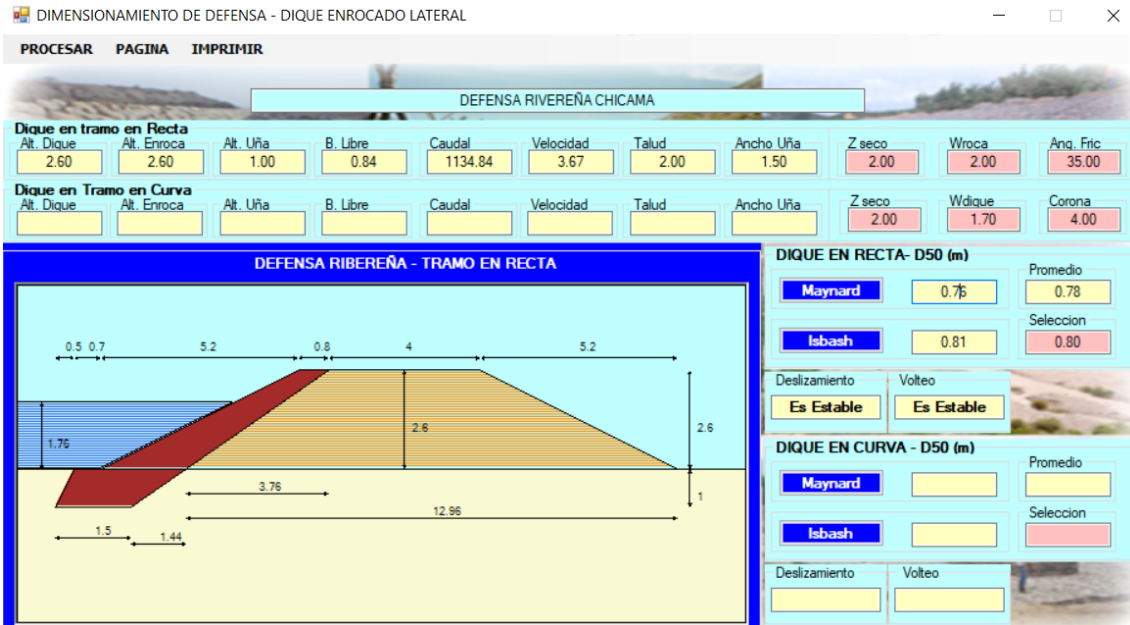 DIMENSIONAMIENTO DE DEFENSA - DIQUE ENROCADO LATERAL
PROCESAR PAGINA IMPRIMIR
DEFENSA RIVEREÑA CHICAMA
Dique en tramo en Recta
Alt. Dique Alt. Enroca Alt. Uña B. Libre Caudal Velocidad Talud Ancho Uña Z seco Wroca Ang. Fric
2.60 2.60 1.00 0.84 1134.84 3.67 2.00 1.50 2.00 2.00 35.00
Dique en Tramo en Curva
Alt. Dique Alt. Enroca Alt. Uña B. Libre Caudal Velocidad Talud Ancho Uña Z seco Wdique Corona
2.00 1.70 4.00
DEFENSA RIBEREÑA - TRAMO EN RECTA
0.5 0.7 5.2 0.8 4 5.2
1.76 2.6 2.6
3.76 1
12.96
1.5 1.44
DIQUE EN RECTA- D50 (m)
Promedio
Maynard 0.76 0.78
Seleccion
Isbash 0.81 0.80
Deslizamiento Volteo
Es Estable Es Estable
DIQUE EN CURVA - D50 (m)
Promedio
Maynard
Seleccion
Isbash
Deslizamiento Volteo